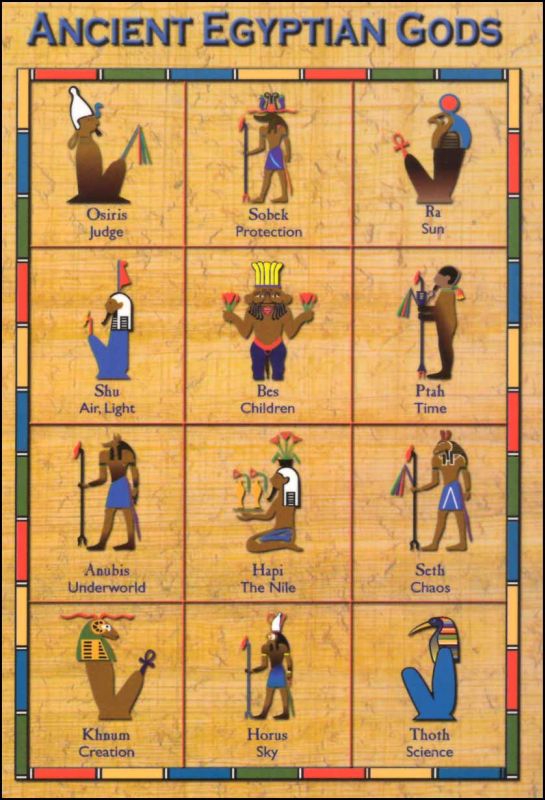 ANCIENT EGYPTIAN GODS
Osiris
Judge
Sobek
Protection
Ra
Sun
Shu
Air, Light
Bes
Children
Ptah
Time
Anubis
Underworld
Hapi
The Nile
Seth
Chaos
Khnum
Creation
Horus
Sky
Thoth
Science